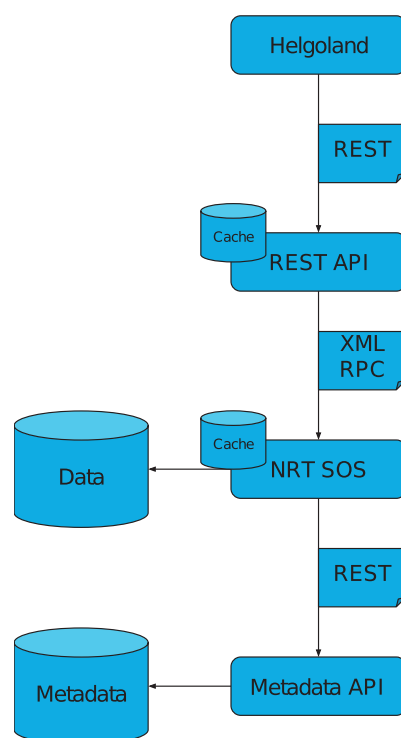 Helgoland
REST
Cache
REST API
XML
RPC
Cache
Data
NRT SOS
REST
Metadata
Metadata API